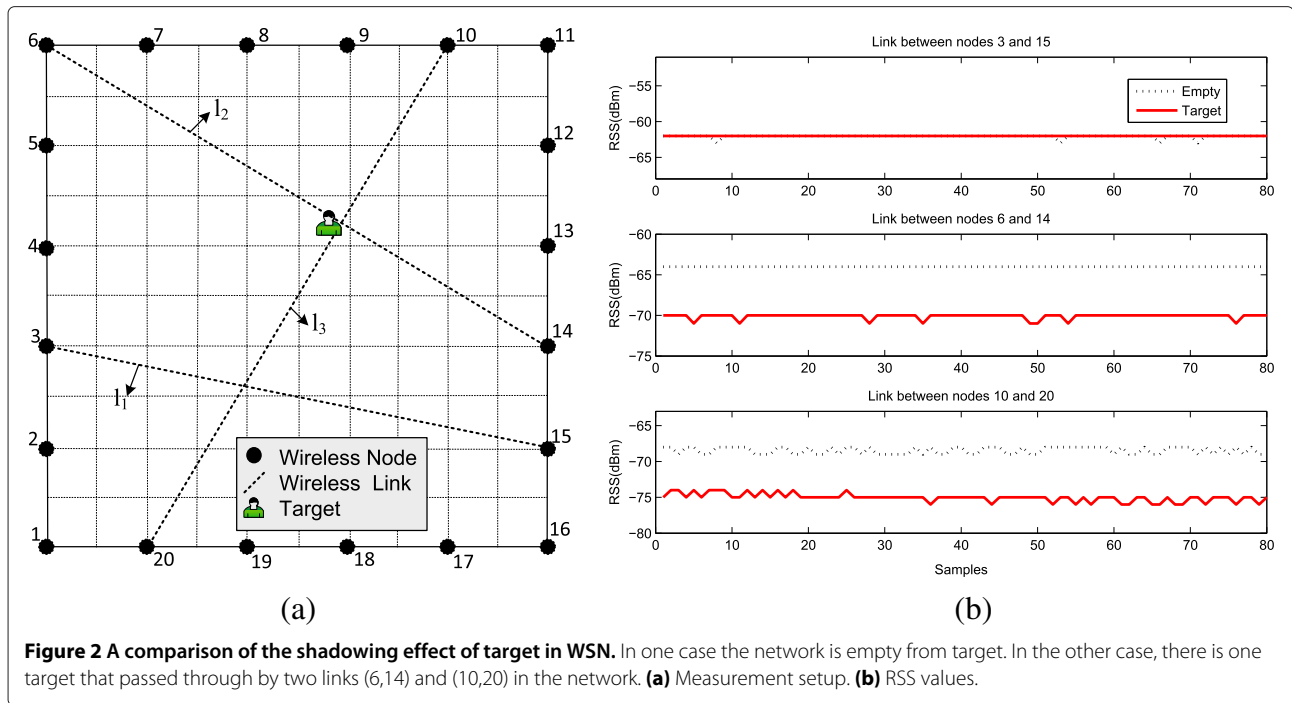 6 7 8 9 10 11
l2
5 12
4 13
l3
3 14
l1
2 15
Wireless Node
Wireless Link
Target
1 20 19 18 17 16
(a)
Link between nodes 3 and 15
RSS(dBm)
−55
−60
−65
Empty
Target
0 10 20 30 40 50 60 70 80
Link between nodes 6 and 14
RSS(dBm)
−60
−65
−70
−75
0 10 20 30 40 50 60 70 80
Link between nodes 10 and 20
RSS(dBm)
−65
−70
−75
−80
0 10 20 30 40 50 60 70 80
Samples
(b)
Figure 2 A comparison of the shadowing effect of target in WSN. In one case the network is empty from target. In the other case, there is one
target that passed through by two links (6,14) and (10,20) in the network. (a) Measurement setup. (b) RSS values.